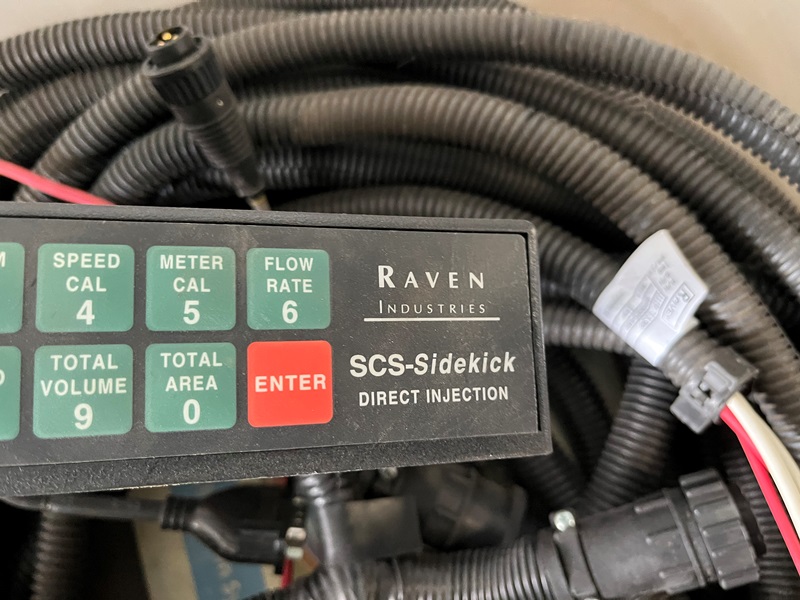 M
SPEED
CAL
4
METER
CAL
5
FLOW
RATE
6
TOTAL
VOLUME
9
TOTAL
AREA
0
ENTER
RAVEN
INDUSTRIES
SCS-Sidekick
DIRECT INJECTION